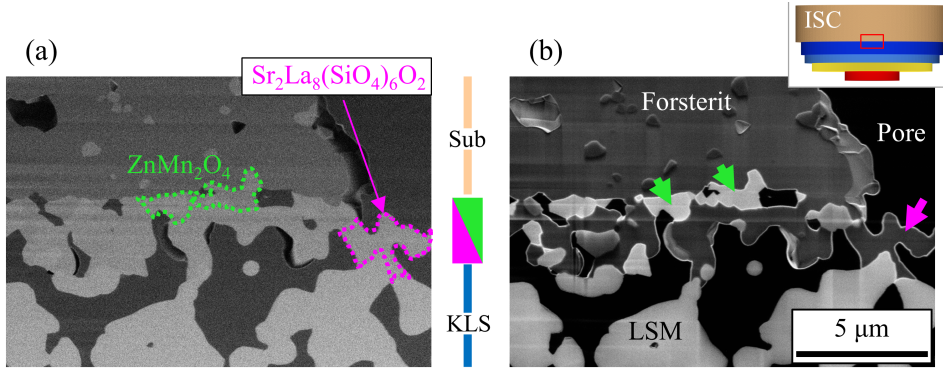 (a)
Sr₂La₈(SiO₄)₆O₂
ZnMn₂O₄
Sub
KLS
(b)
ISC
Forsterit
Pore
LSM
5 μm